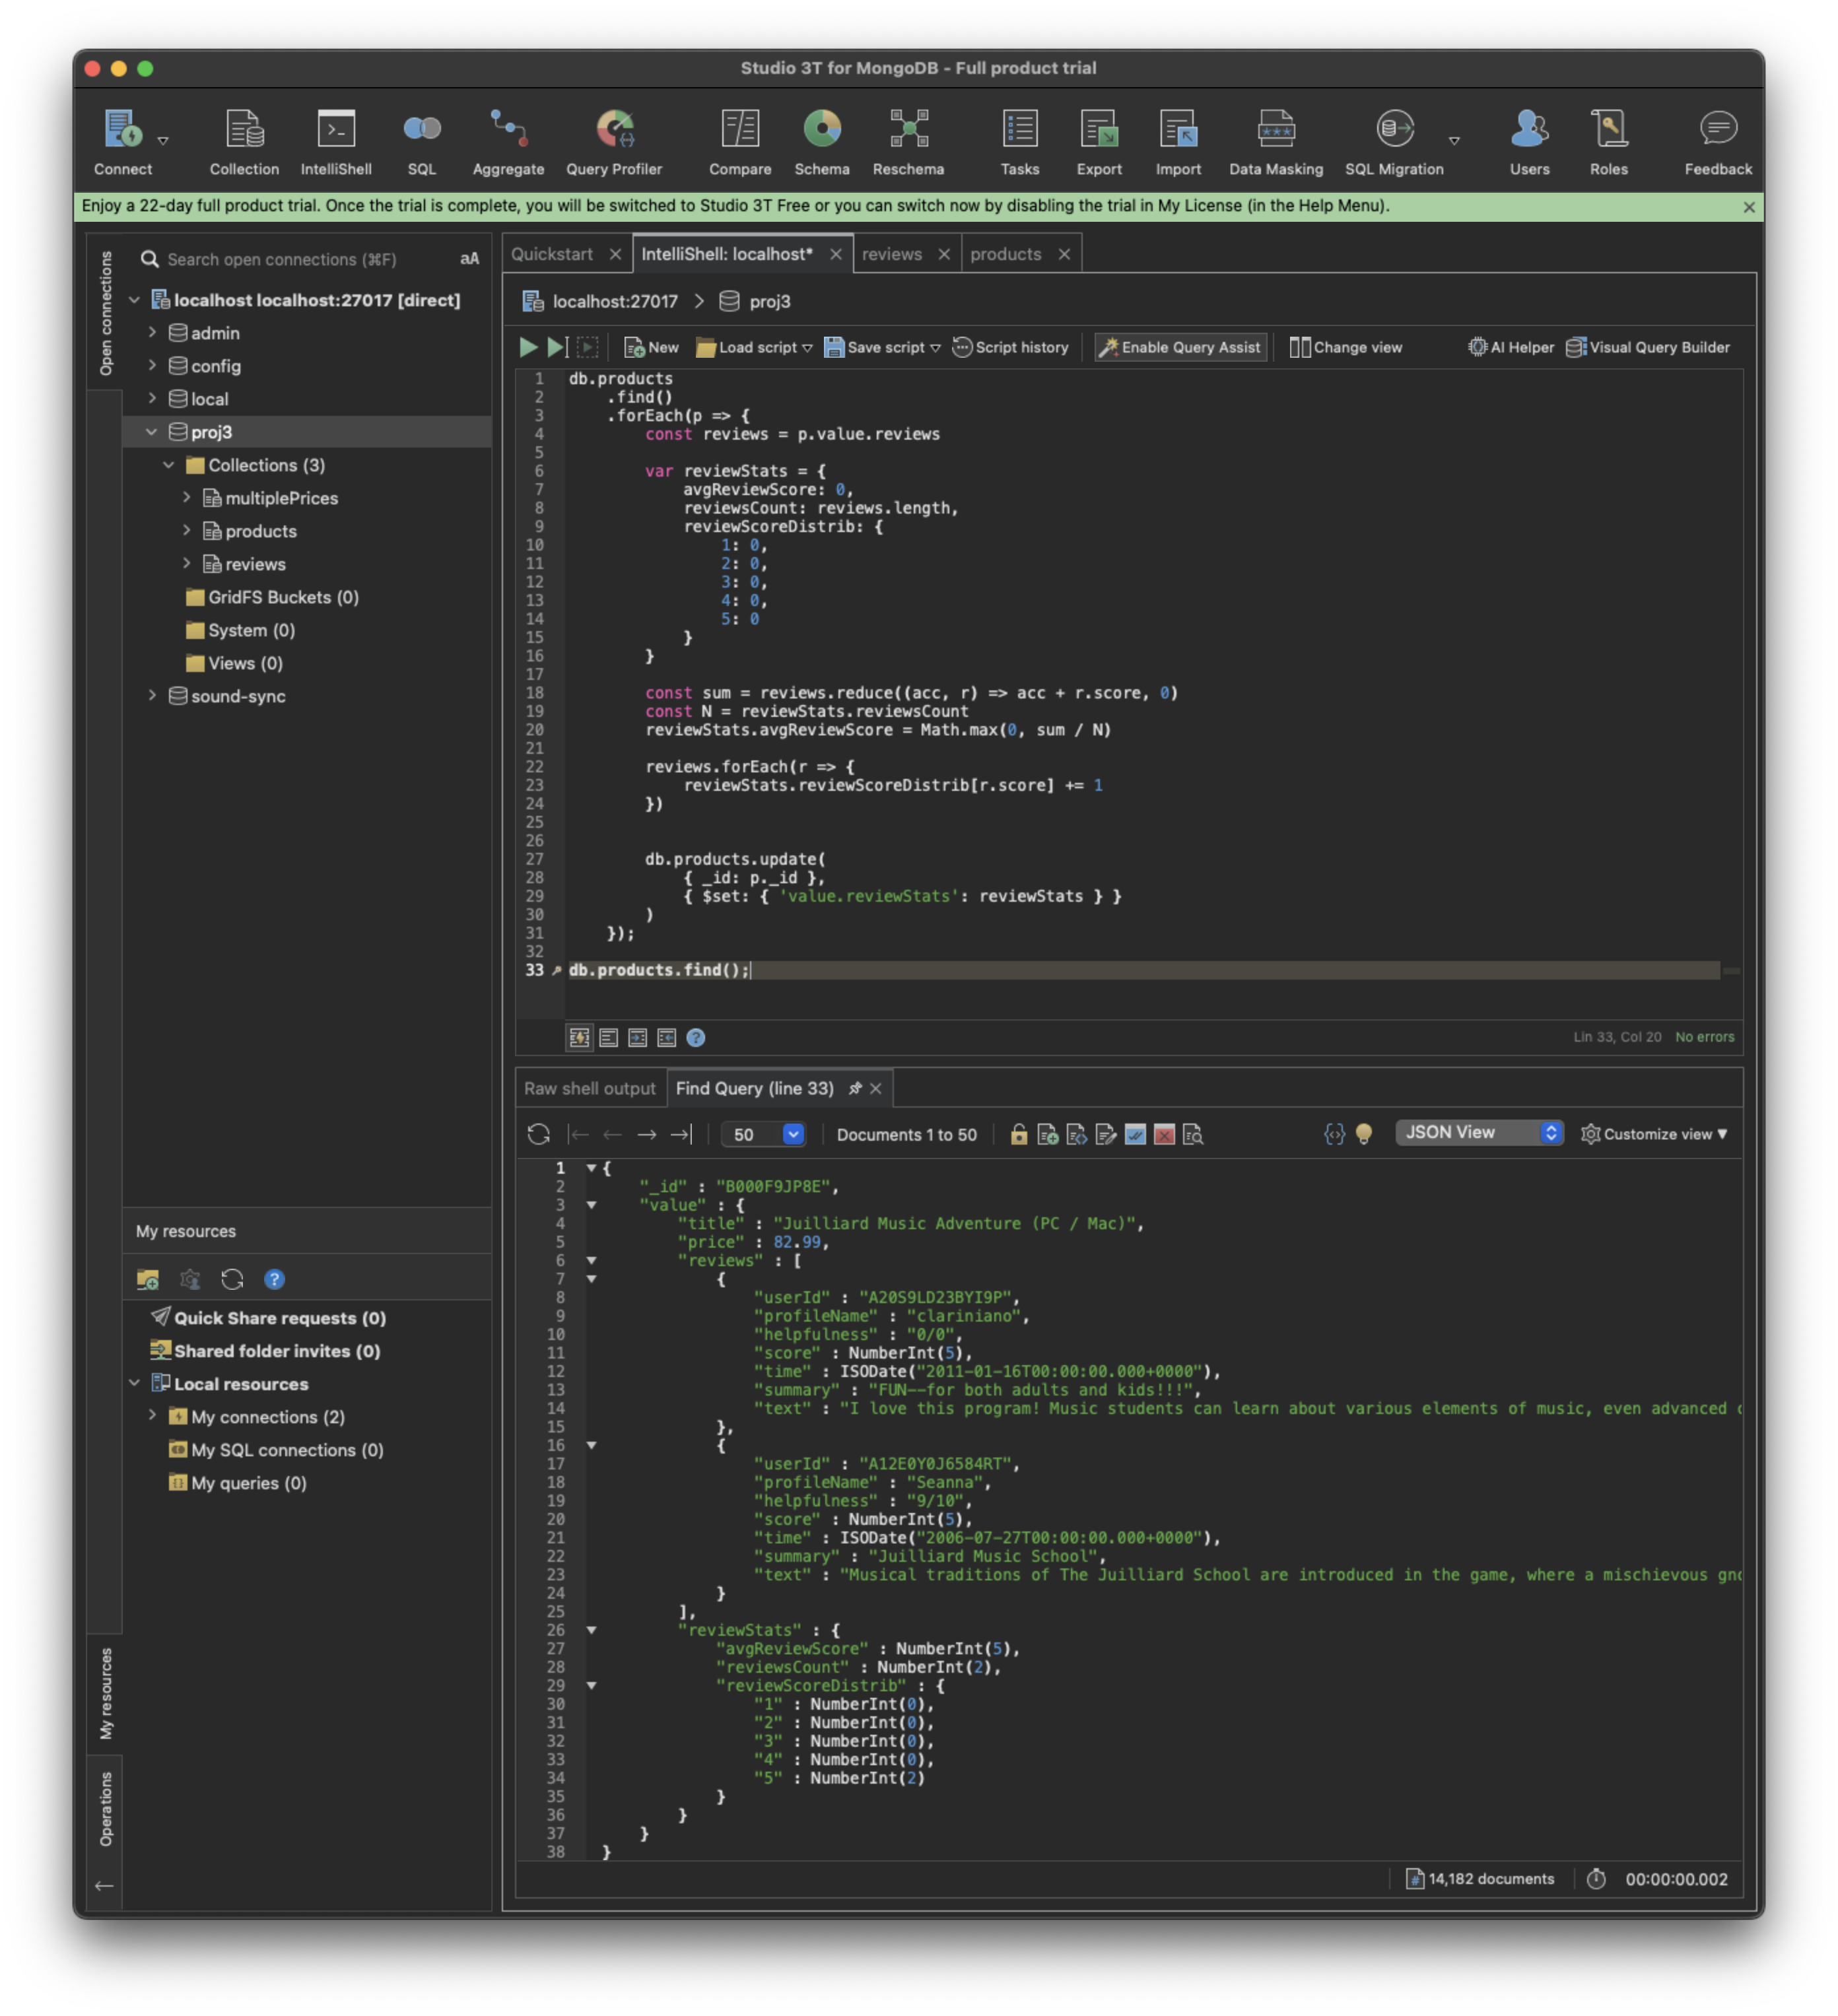 Studio 3T for MongoDB - Full product trial
Connect
Collection
IntelliShell
SQL
Aggregate
Query Profiler
Compare
Schema
Reschema
Tasks
Export
Import
Data Masking
SQL Migration
Users
Roles
Feedback
Enjoy a 22-day full product trial. Once the trial is complete, you will be switched to Studio 3T Free or you can switch now by disabling the trial in My License (in the Help Menu).
Open connections
Search open connections (⌘F) aA
localhost localhost:27017 [direct]
admin
config
local
proj3
Collections (3)
multiplePrices
products
reviews
GridFS Buckets (0)
System (0)
Views (0)
sound-sync
My resources
Quick Share requests (0)
Shared folder invites (0)
Local resources
My connections (2)
My SQL connections (0)
My queries (0)
My resources
Operations
Quickstart
IntelliShell: localhost*
reviews
products
localhost:27017 > proj3
New Load script Save script Script history Enable Query Assist Change view AI Helper Visual Query Builder
1 db.products
2 .find()
3 .forEach(p => {
4 const reviews = p.value.reviews
5
6 var reviewStats = {
7 avgReviewScore: 0,
8 reviewsCount: reviews.length,
9 reviewScoreDistrib: {
10 1: 0,
11 2: 0,
12 3: 0,
13 4: 0,
14 5: 0
15 }
16 }
17
18 const sum = reviews.reduce((acc, r) => acc + r.score, 0)
19 const N = reviewStats.reviewsCount
20 reviewStats.avgReviewScore = Math.max(0, sum / N)
21
22 reviews.forEach(r => {
23 reviewStats.reviewScoreDistrib[r.score] += 1
24 })
25
26
27 db.products.update(
28 { _id: p._id },
29 { $set: { 'value.reviewStats': reviewStats } }
30 )
31 });
32
33 db.products.find();
Lin 33, Col 20 No errors
Raw shell output
Find Query (line 33)
50
Documents 1 to 50
JSON View
Customize view
1 {
2 "_id" : "B000F9JP8E",
3 "value" : {
4 "title" : "Juilliard Music Adventure (PC / Mac)",
5 "price" : 82.99,
6 "reviews" : [
7 {
8 "userId" : "A20S9LD23BYI9P",
9 "profileName" : "clariniano",
10 "helpfulness" : "0/0",
11 "score" : NumberInt(5),
12 "time" : ISODate("2011-01-16T00:00:00.000+0000"),
13 "summary" : "FUN--for both adults and kids!!!",
14 "text" : "I love this program! Music students can learn about various elements of music, even advanced
15 },
16 {
17 "userId" : "A12E0Y0J6584RT",
18 "profileName" : "Seanna",
19 "helpfulness" : "9/10",
20 "score" : NumberInt(5),
21 "time" : ISODate("2006-07-27T00:00:00.000+0000"),
22 "summary" : "Juilliard Music School",
23 "text" : "Musical traditions of The Juilliard School are introduced in the game, where a mischievous
24 }
25 ],
26 "reviewStats" : {
27 "avgReviewScore" : NumberInt(5),
28 "reviewsCount" : NumberInt(2),
29 "reviewScoreDistrib" : {
30 "1" : NumberInt(0),
31 "2" : NumberInt(0),
32 "3" : NumberInt(0),
33 "4" : NumberInt(0),
34 "5" : NumberInt(2)
35 }
36 }
37 }
38 }
14,182 documents 00:00:00.002